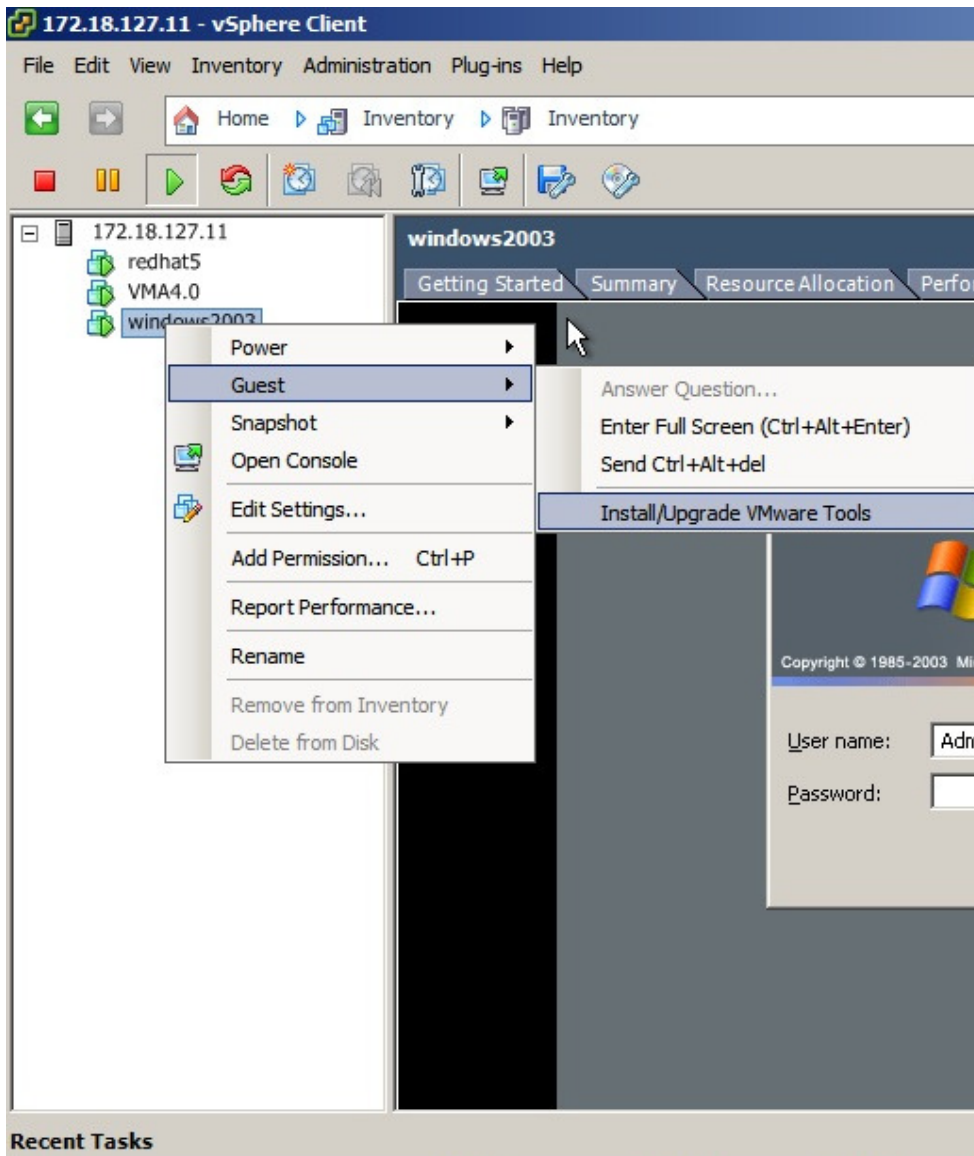 172.18.127.11 - vSphere Client
File Edit View Inventory Administration Plug-ins Help
Home Inventory Inventory
172.18.127.11
redhat5
VMA4.0
windows2003
windows2003
Getting Started Summary Resource Allocation Perfo
Power
Guest
Snapshot
Open Console
Edit Settings...
Add Permission... Ctrl+P
Report Performance...
Rename
Remove from Inventory
Delete from Disk
Answer Question...
Enter Full Screen (Ctrl+Alt+Enter)
Send Ctrl+Alt+del
Install/Upgrade VMware Tools
Copyright © 1985-2003 Mi
User name: Adm
Password:
Recent Tasks